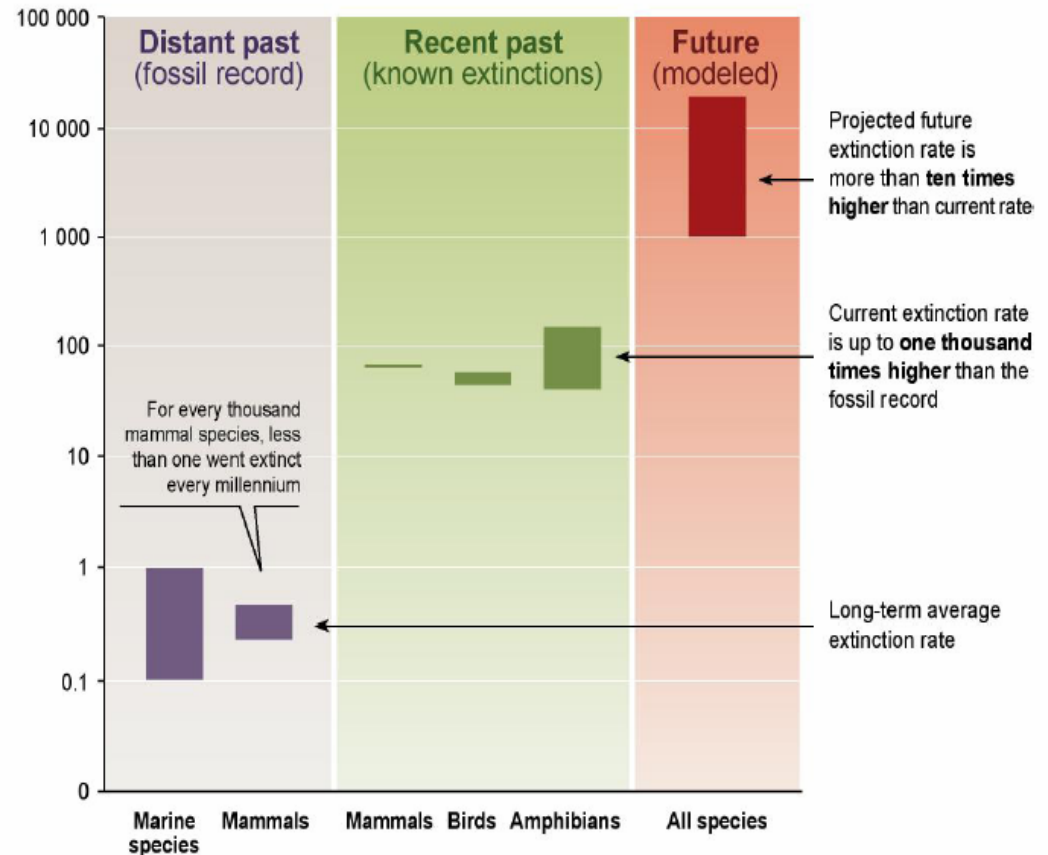 100 000
10 000
1 000
100
10
1
0.1
0
Distant past
(fossil record)
Recent past
(known extinctions)
Future
(modeled)
For every thousand
mammal species, less
than one went extinct
every millennium
Projected future
extinction rate is
more than ten times
higher than current rate
Current extinction rate
is up to one thousand
times higher than the
fossil record
Long-term average
extinction rate
Marine
species
Mammals
Mammals
Birds
Amphibians
All species